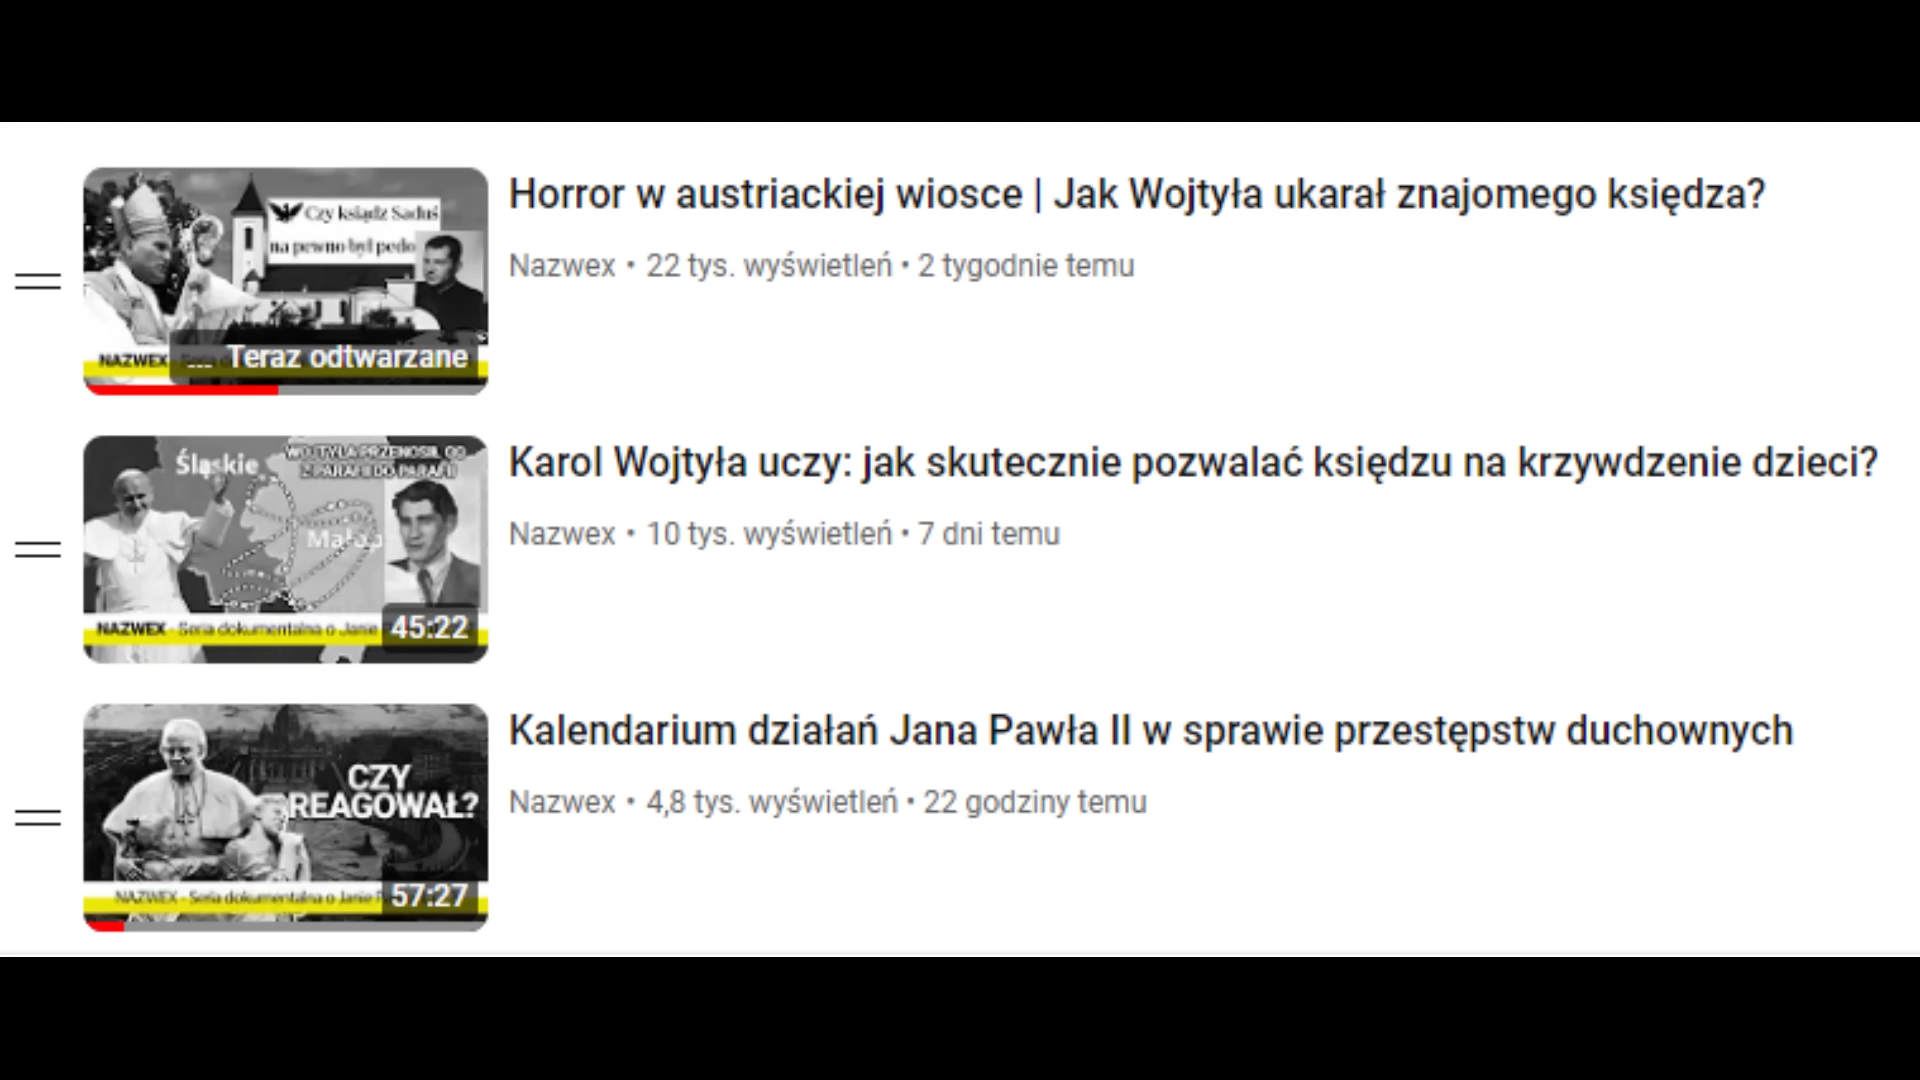 Czy ksiądz Saduś
na pewno był pedo
NAZWEX
Teraz odtwarzane
Horror w austriackiej wiosce | Jak Wojtyła ukarał znajomego księdza?
Nazwex • 22 tys. wyświetleń • 2 tygodnie temu
Śląskie
WOJTYŁA PRZENOSIŁ GO
Z PARAFII DO PARAFII
Małop
NAZWEX - Seria dokumentalna o Janie
45:22
Karol Wojtyła uczy: jak skutecznie pozwalać księdzu na krzywdzenie dzieci?
Nazwex • 10 tys. wyświetleń • 7 dni temu
CZY
REAGOWAŁ?
NAZWEX - Seria dokumentalna o Janie
57:27
Kalendarium działań Jana Pawła II w sprawie przestępstw duchownych
Nazwex • 4,8 tys. wyświetleń • 22 godziny temu